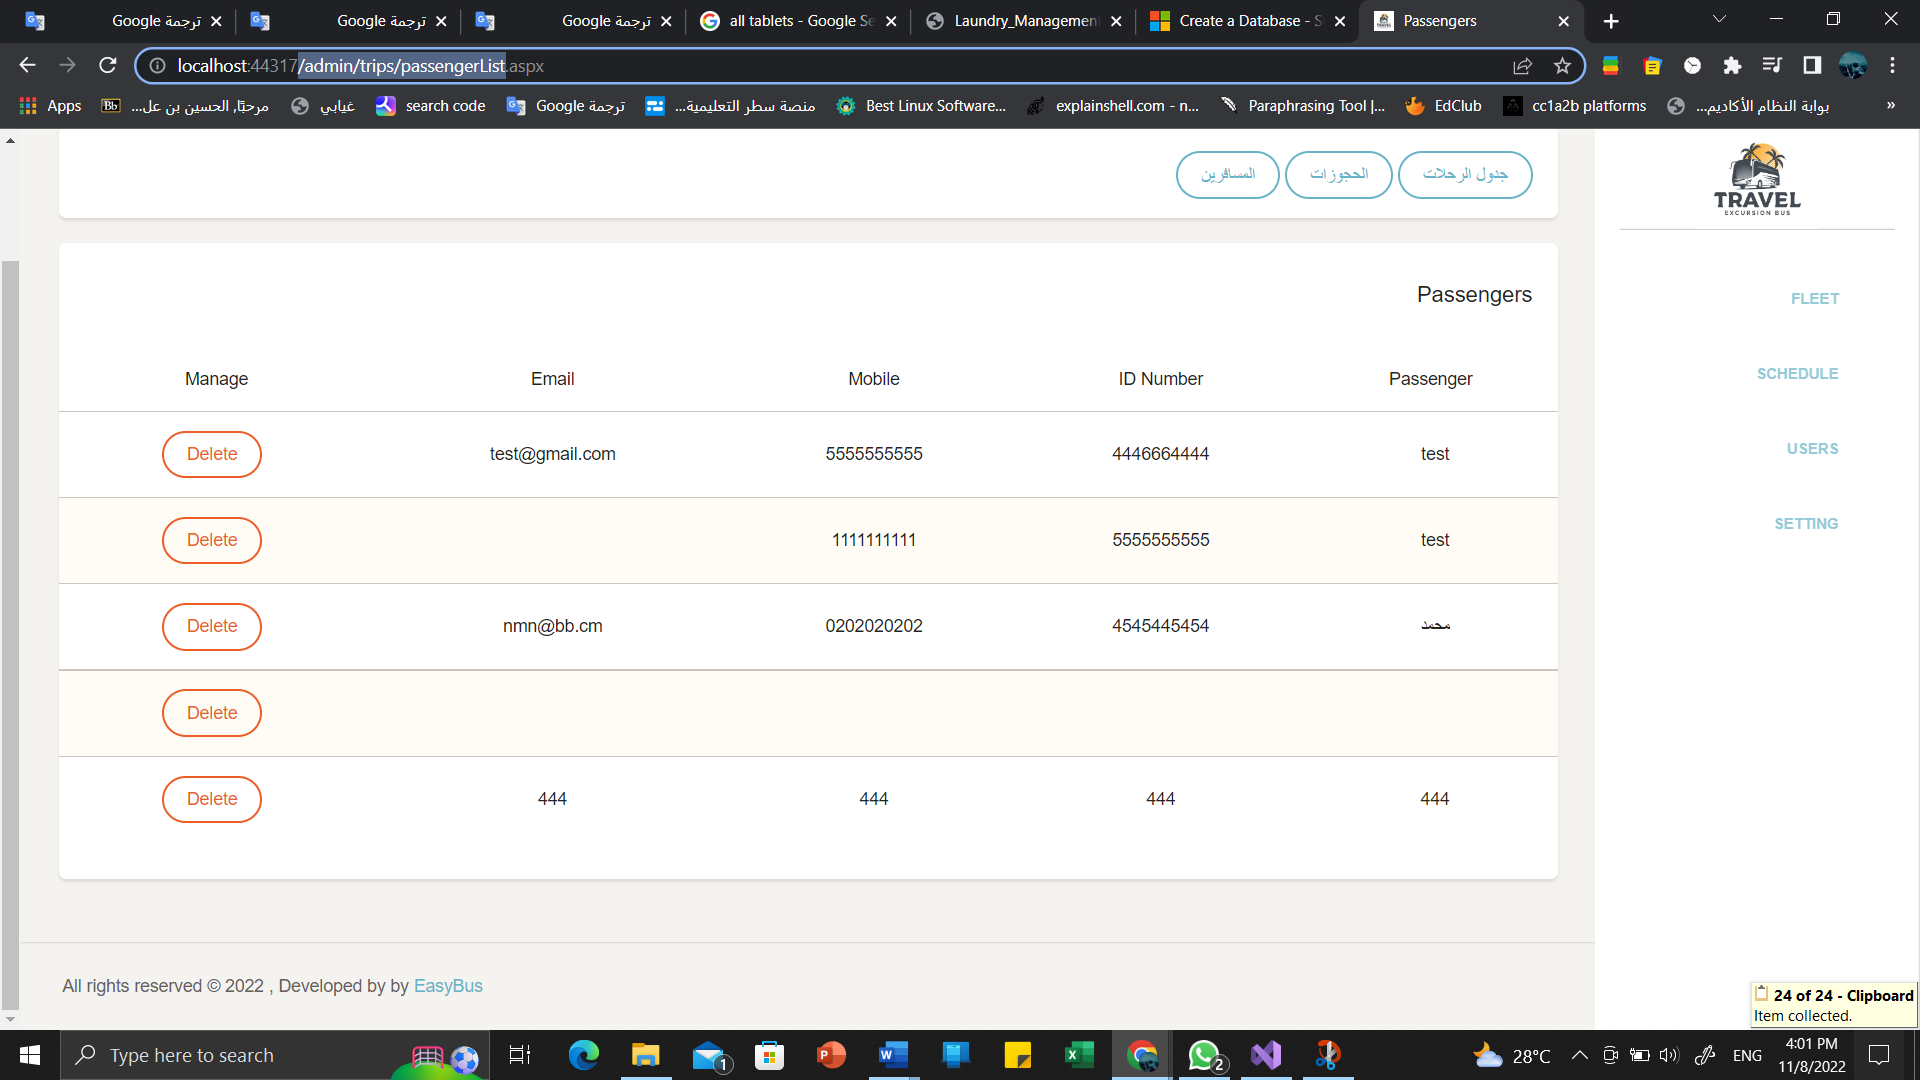 ترجمة Google
ترجمة Google
ترجمة Google
all tablets - Google Se
Laundry_Management
Create a Database - S
Passengers
localhost:44317/admin/trips/passengerList.aspx
Apps
مرحبًا, الحسين بن عل...
غيابي
search code
ترجمة Google
منصة سطر التعليمية...
Best Linux Software...
explainshell.com - n...
Paraphrasing Tool |...
EdClub
cc1a2b platforms
بوابة النظام الأكاديم...
»
جدول الرحلات
الحجوزات
المسافرين
TRAVEL
EXCURSION BUS
FLEET
SCHEDULE
USERS
SETTING
Passengers
Manage Email Mobile ID Number Passenger
Delete test@gmail.com 5555555555 4446664444 test
Delete 1111111111 5555555555 test
Delete nmn@bb.cm 0202020202 4545445454 محمد
Delete
Delete 444 444 444 444
All rights reserved © 2022 , Developed by by EasyBus
24 of 24 - Clipboard
Item collected.
Type here to search
1
2
28°C
ENG
4:01 PM
11/8/2022